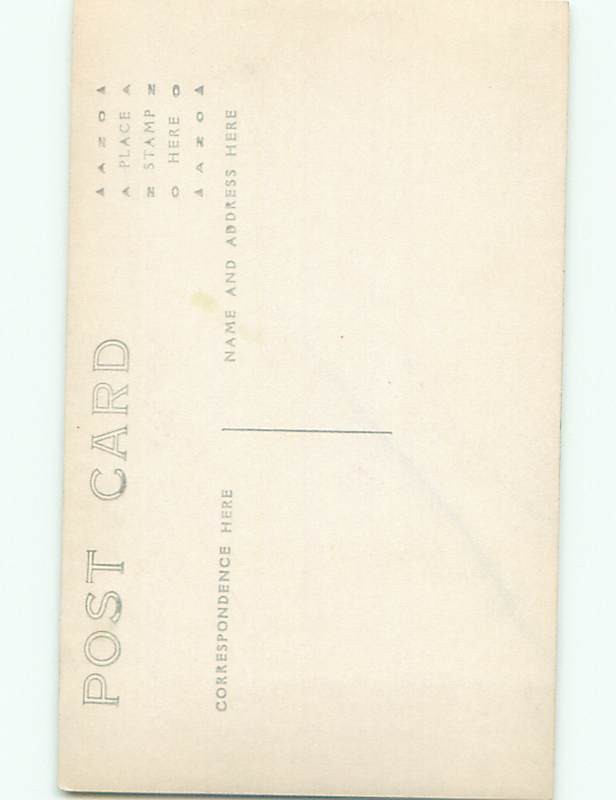 POST CARD
▲ A Z O ▲
A PLACE A
Z STAMP Z
O HERE O
▲ A Z O ▲
CORRESPONDENCE HERE
NAME AND ADDRESS HERE